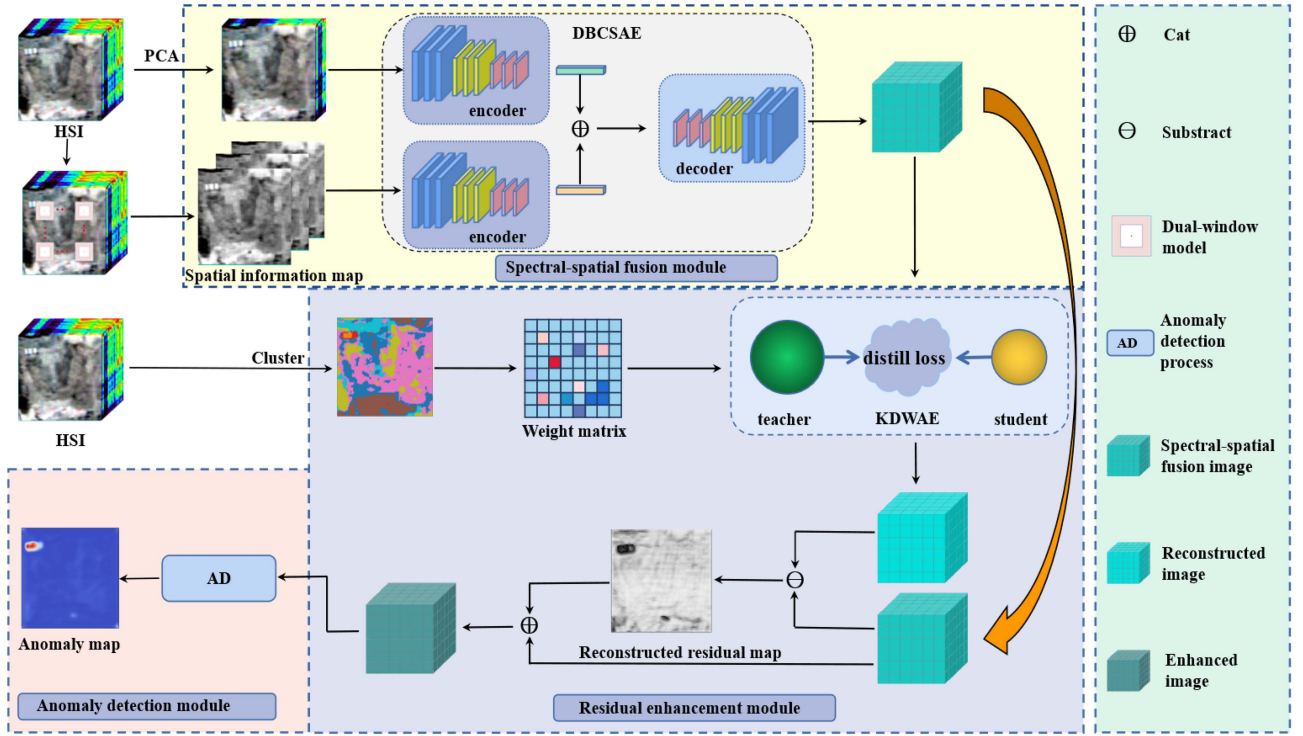 HSI
PCA
DBCSAE
encoder
encoder
decoder
Spatial information map
Spectral-spatial fusion module
HSI
Cluster
Weight matrix
distill loss
teacher
KDWAE
student
Reconstructed residual map
Residual enhancement module
AD
Anomaly map
Anomaly detection module
Cat
Substract
Dual-window
model
AD
Anomaly
detection
process
Spectral-spatial
fusion image
Reconstructed
image
Enhanced
image